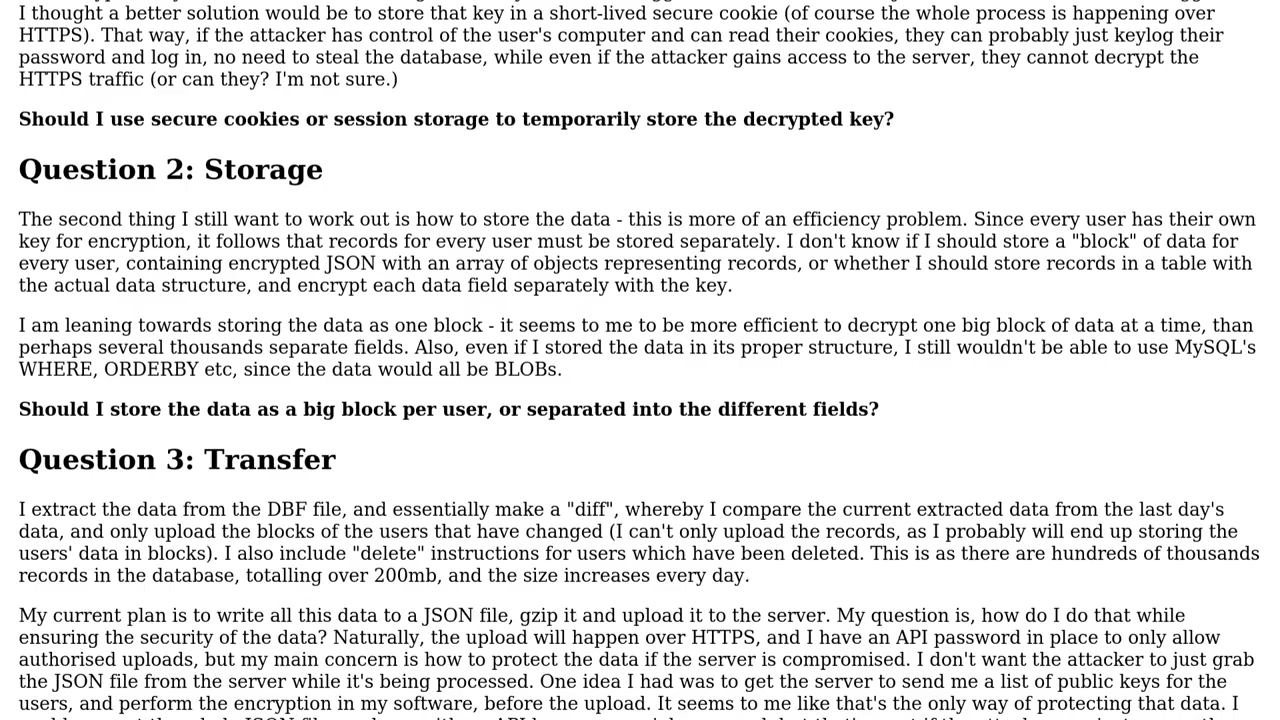 I thought a better solution would be to store that key in a short-lived secure cookie (of course the whole process is happening over
HTTPS). That way, if the attacker has control of the user's computer and can read their cookies, they can probably just keylog their
password and log in, no need to steal the database, while even if the attacker gains access to the server, they cannot decrypt the
HTTPS traffic (or can they? I'm not sure.)
Should I use secure cookies or session storage to temporarily store the decrypted key?
Question 2: Storage
The second thing I still want to work out is how to store the data - this is more of an efficiency problem. Since every user has their own
key for encryption, it follows that records for every user must be stored separately. I don't know if I should store a "block" of data for
every user, containing encrypted JSON with an array of objects representing records, or whether I should store records in a table with
the actual data structure, and encrypt each data field separately with the key.
I am leaning towards storing the data as one block - it seems to me to be more efficient to decrypt one big block of data at a time, than
perhaps several thousands separate fields. Also, even if I stored the data in its proper structure, I still wouldn't be able to use MySQL's
WHERE, ORDERBY etc, since the data would all be BLOBs.
Should I store the data as a big block per user, or separated into the different fields?
Question 3: Transfer
I extract the data from the DBF file, and essentially make a "diff", whereby I compare the current extracted data from the last day's
data, and only upload the blocks of the users that have changed (I can't only upload the records, as I probably will end up storing the
users' data in blocks). I also include "delete" instructions for users which have been deleted. This is as there are hundreds of thousands
records in the database, totalling over 200mb, and the size increases every day.
My current plan is to write all this data to a JSON file, gzip it and upload it to the server. My question is, how do I do that while
ensuring the security of the data? Naturally, the upload will happen over HTTPS, and I have an API password in place to only allow
authorised uploads, but my main concern is how to protect the data if the server is compromised. I don't want the attacker to just grab
the JSON file from the server while it's being processed. One idea I had was to get the server to send me a list of public keys for the
users, and perform the encryption in my software, before the upload. It seems to me like that's the only way of protecting that data. I